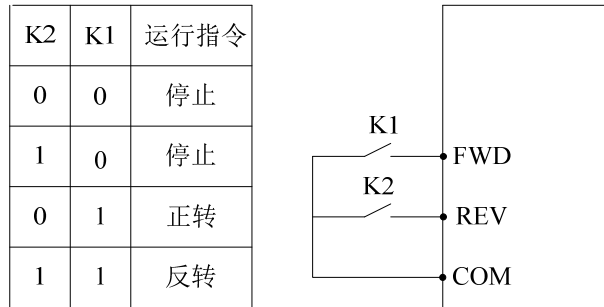 K2 K1 运行指令
0 0 停止
1 0 停止
0 1 正转
1 1 反转
K1
FWD
K2
REV
COM